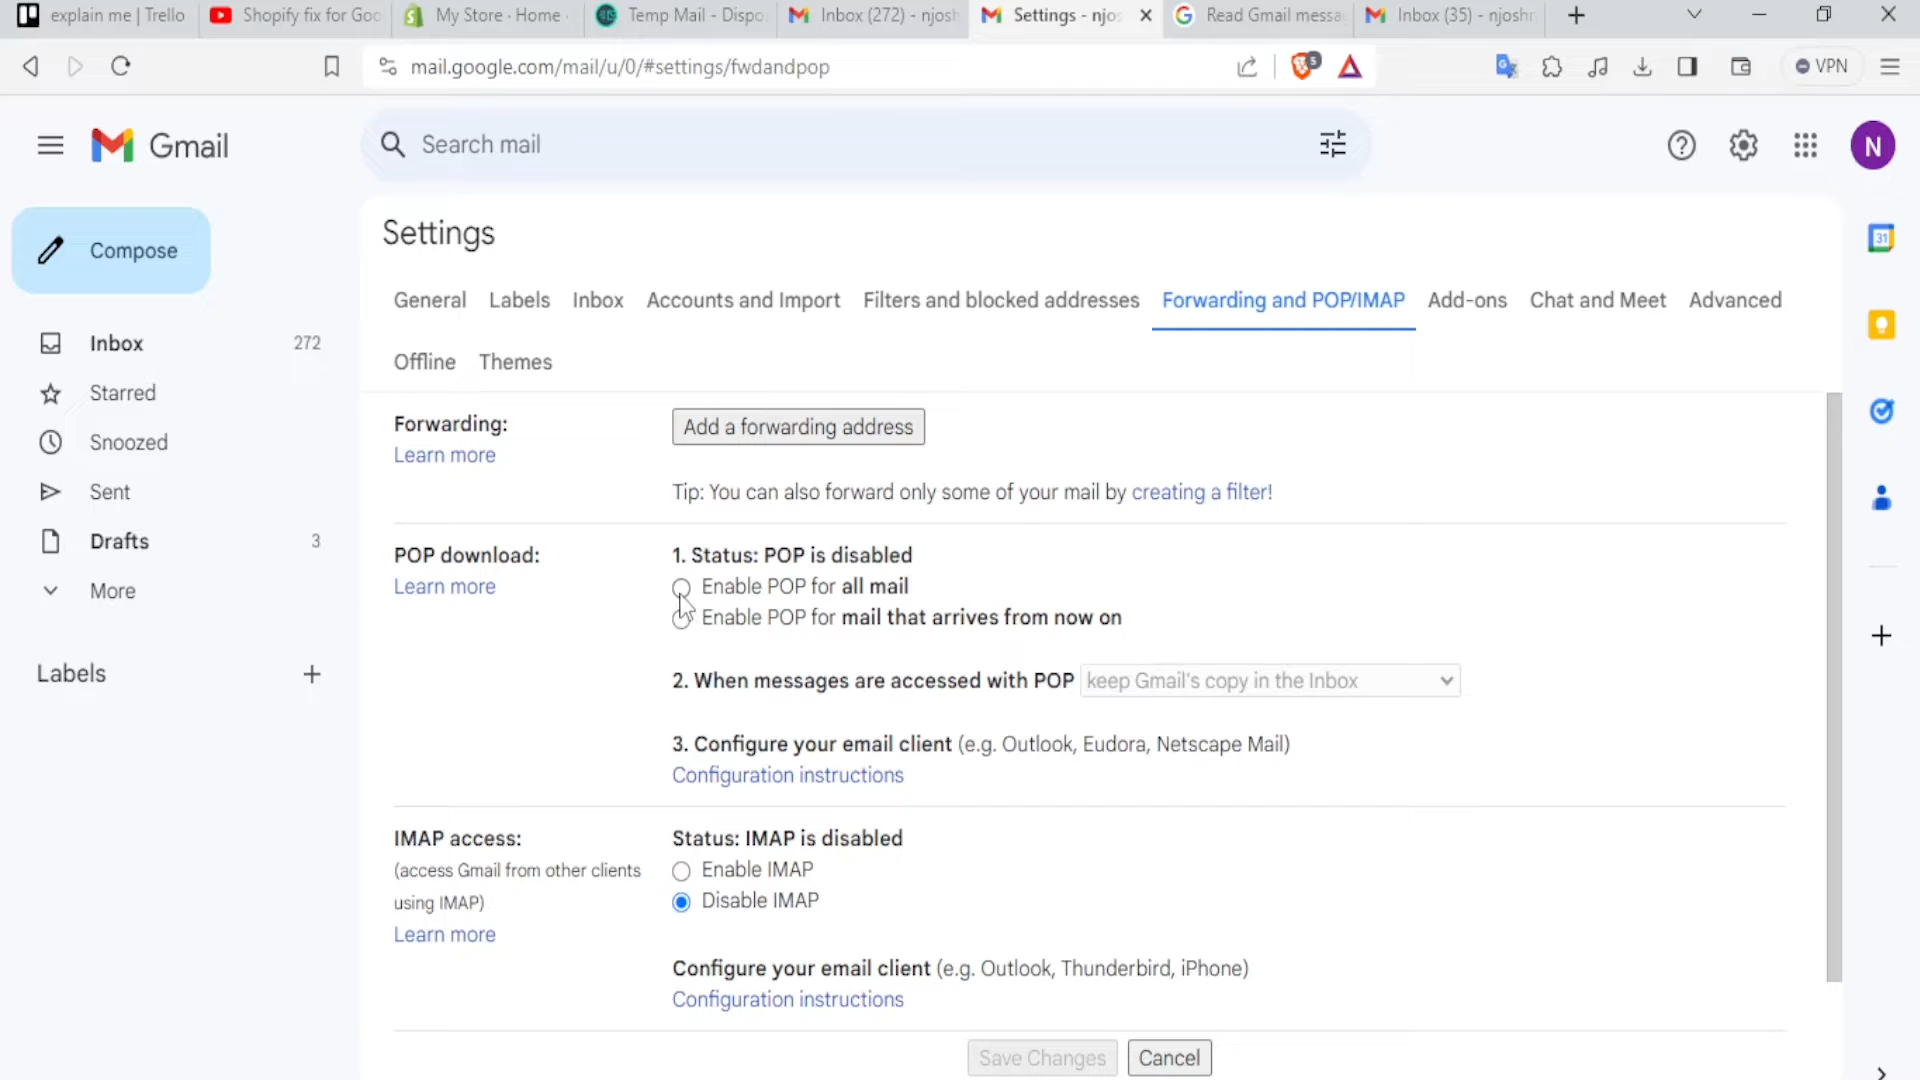 explain me | Trello
Shopify fix for Goo
My Store · Home ·
Temp Mail - Dispo
Inbox (272) - njosh
Settings - njos
Read Gmail messa
Inbox (35) - njoshr
mail.google.com/mail/u/0/#settings/fwdandpop
5
VPN
Gmail
Search mail
N
Compose
Inbox 272
Starred
Snoozed
Sent
Drafts 3
More
Labels
Settings
General Labels Inbox Accounts and Import Filters and blocked addresses Forwarding and POP/IMAP Add-ons Chat and Meet Advanced
Offline Themes
Forwarding:
Learn more
Add a forwarding address
Tip: You can also forward only some of your mail by creating a filter!
POP download:
Learn more
1. Status: POP is disabled
Enable POP for all mail
Enable POP for mail that arrives from now on
2. When messages are accessed with POP keep Gmail's copy in the Inbox
3. Configure your email client (e.g. Outlook, Eudora, Netscape Mail)
Configuration instructions
IMAP access:
(access Gmail from other clients
using IMAP)
Learn more
Status: IMAP is disabled
Enable IMAP
Disable IMAP
Configure your email client (e.g. Outlook, Thunderbird, iPhone)
Configuration instructions
Save Changes Cancel
31